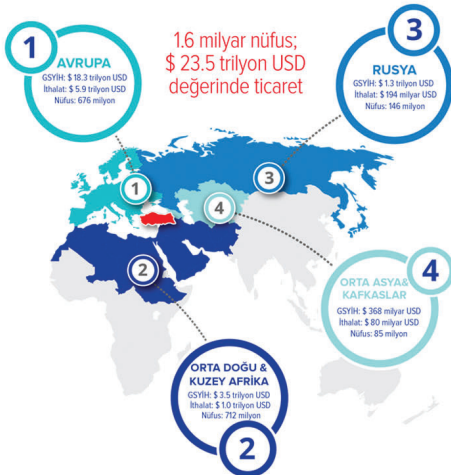 1
AVRUPA
GSYİH: $ 18.3 trilyon USD
İthalat: $ 5.9 trilyon USD
Nüfus: 676 milyon
1.6 milyar nüfus;
$ 23.5 trilyon USD
değerinde ticaret
3
RUSYA
GSYİH: $ 1.3 trilyon USD
İthalat: $ 194 milyar USD
Nüfus: 146 milyon
1
2
3
4
4
ORTA ASYA&
KAFKASLAR
GSYİH: $ 368 milyar USD
İthalat: $ 80 milyar USD
Nüfus: 85 milyon
ORTA DOĞU &
KUZEY AFRİKA
GSYİH: $ 3.5 trilyon USD
İthalat: $ 1.0 trilyon USD
Nüfus: 712 milyon
2